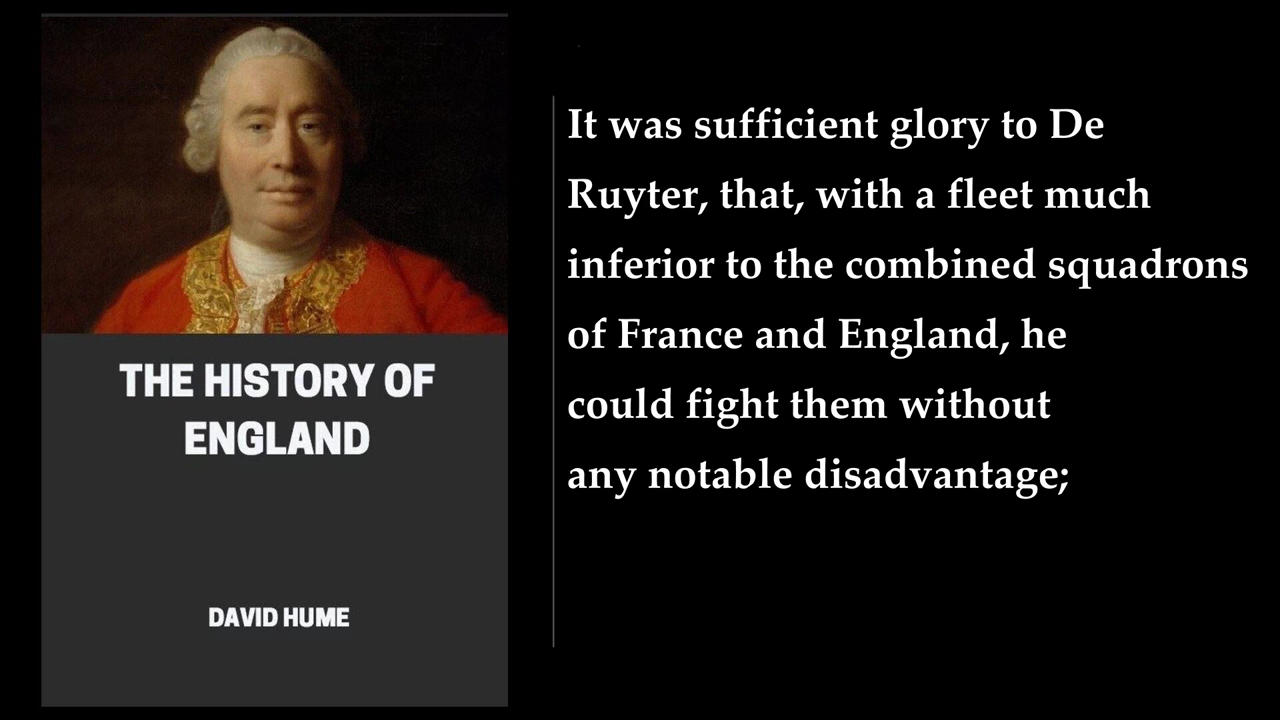 THE HISTORY OF
ENGLAND
DAVID HUME
It was sufficient glory to De
Ruyter, that, with a fleet much
inferior to the combined squadrons
of France and England, he
could fight them without
any notable disadvantage;